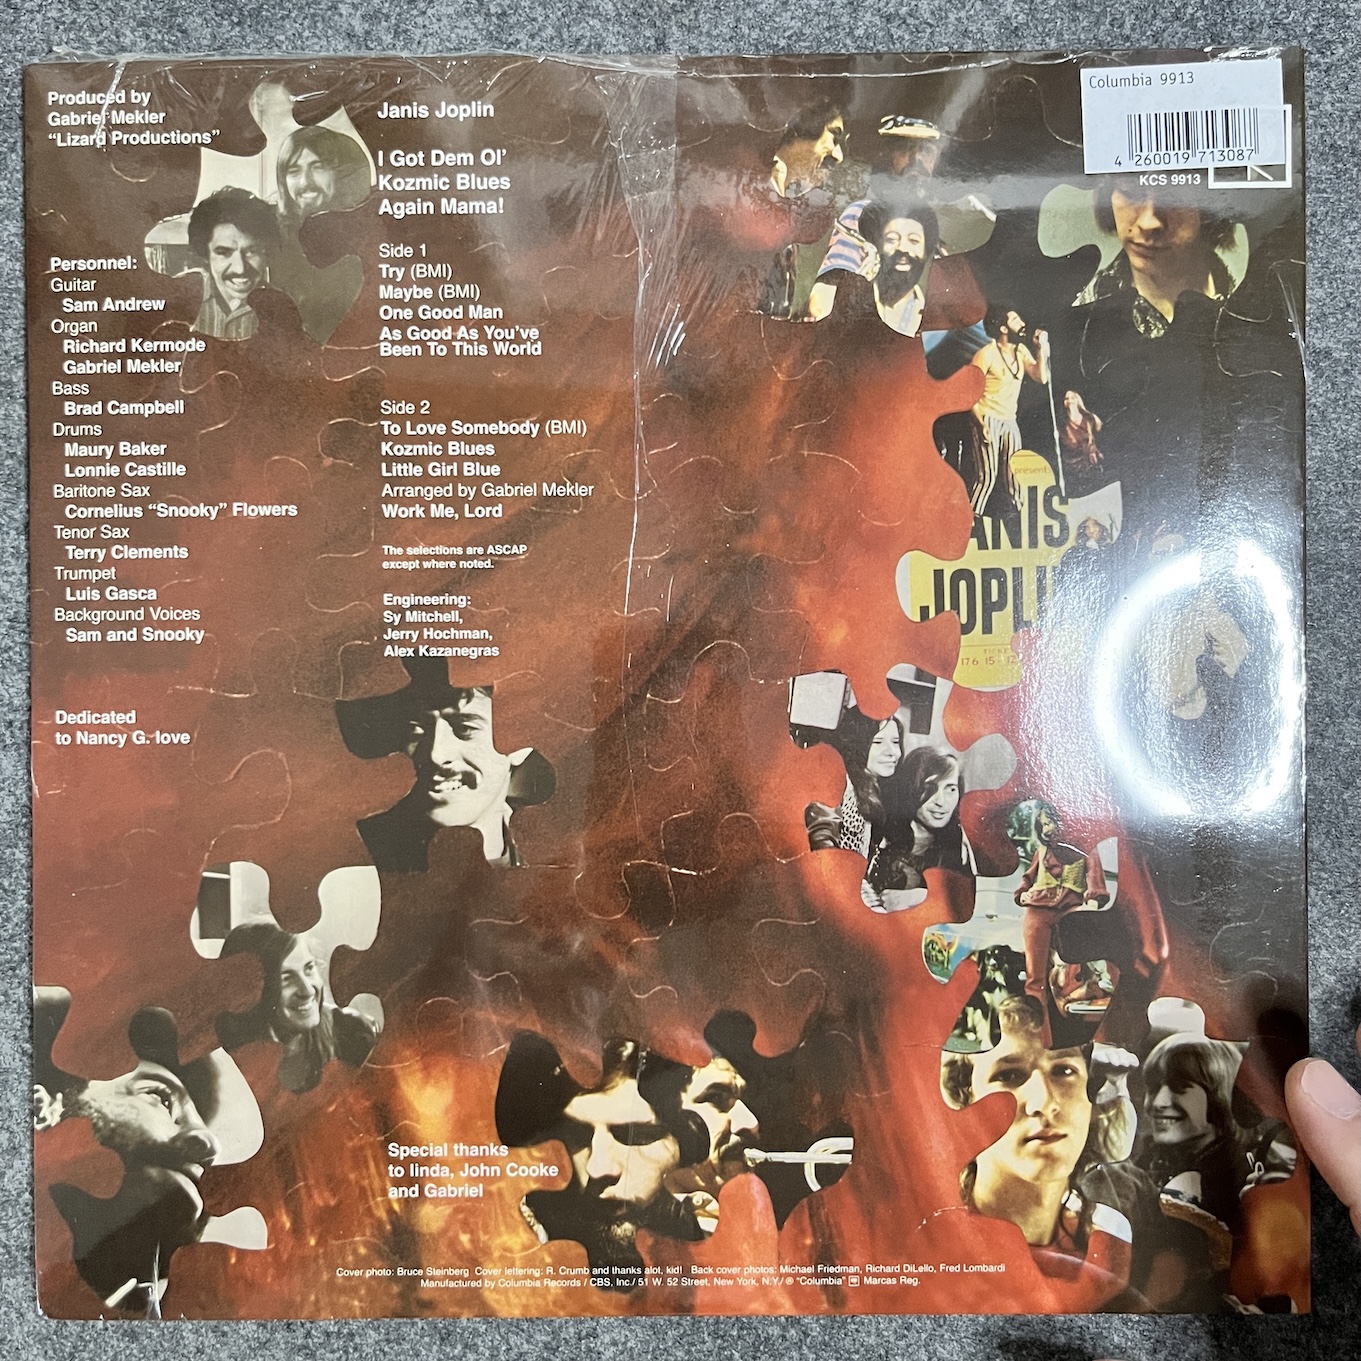 Produced by
Gabriel Mekler
“Lizard Productions”
Personnel:
Guitar
Sam Andrew
Organ
Richard Kermode
Gabriel Mekler
Bass
Brad Campbell
Drums
Maury Baker
Lonnie Castille
Baritone Sax
Cornelius “Snooky” Flowers
Tenor Sax
Terry Clements
Trumpet
Luis Gasca
Background Voices
Sam and Snooky
Dedicated
to Nancy G. love
Janis Joplin
I Got Dem Ol’
Kozmic Blues
Again Mama!
Side 1
Try (BMI)
Maybe (BMI)
One Good Man
As Good As You’ve
Been To This World
Side 2
To Love Somebody (BMI)
Kozmic Blues
Little Girl Blue
Arranged by Gabriel Mekler
Work Me, Lord
The selections are ASCAP
except where noted.
Engineering:
Sy Mitchell,
Jerry Hochman,
Alex Kazanegras
Special thanks
to linda, John Cooke
and Gabriel
Columbia 9913
4 260019 713087
KCS 9913
presents
ANIS
JOPLI
Cover photo: Bruce Steinberg Cover lettering: R. Crumb and thanks alot, kid! Back cover photos: Michael Friedman, Richard DiLello, Fred Lombardi
Manufactured by Columbia Records / CBS, Inc./ 51 W. 52 Street, New York, N.Y./ ® “Columbia” Marcas Reg.